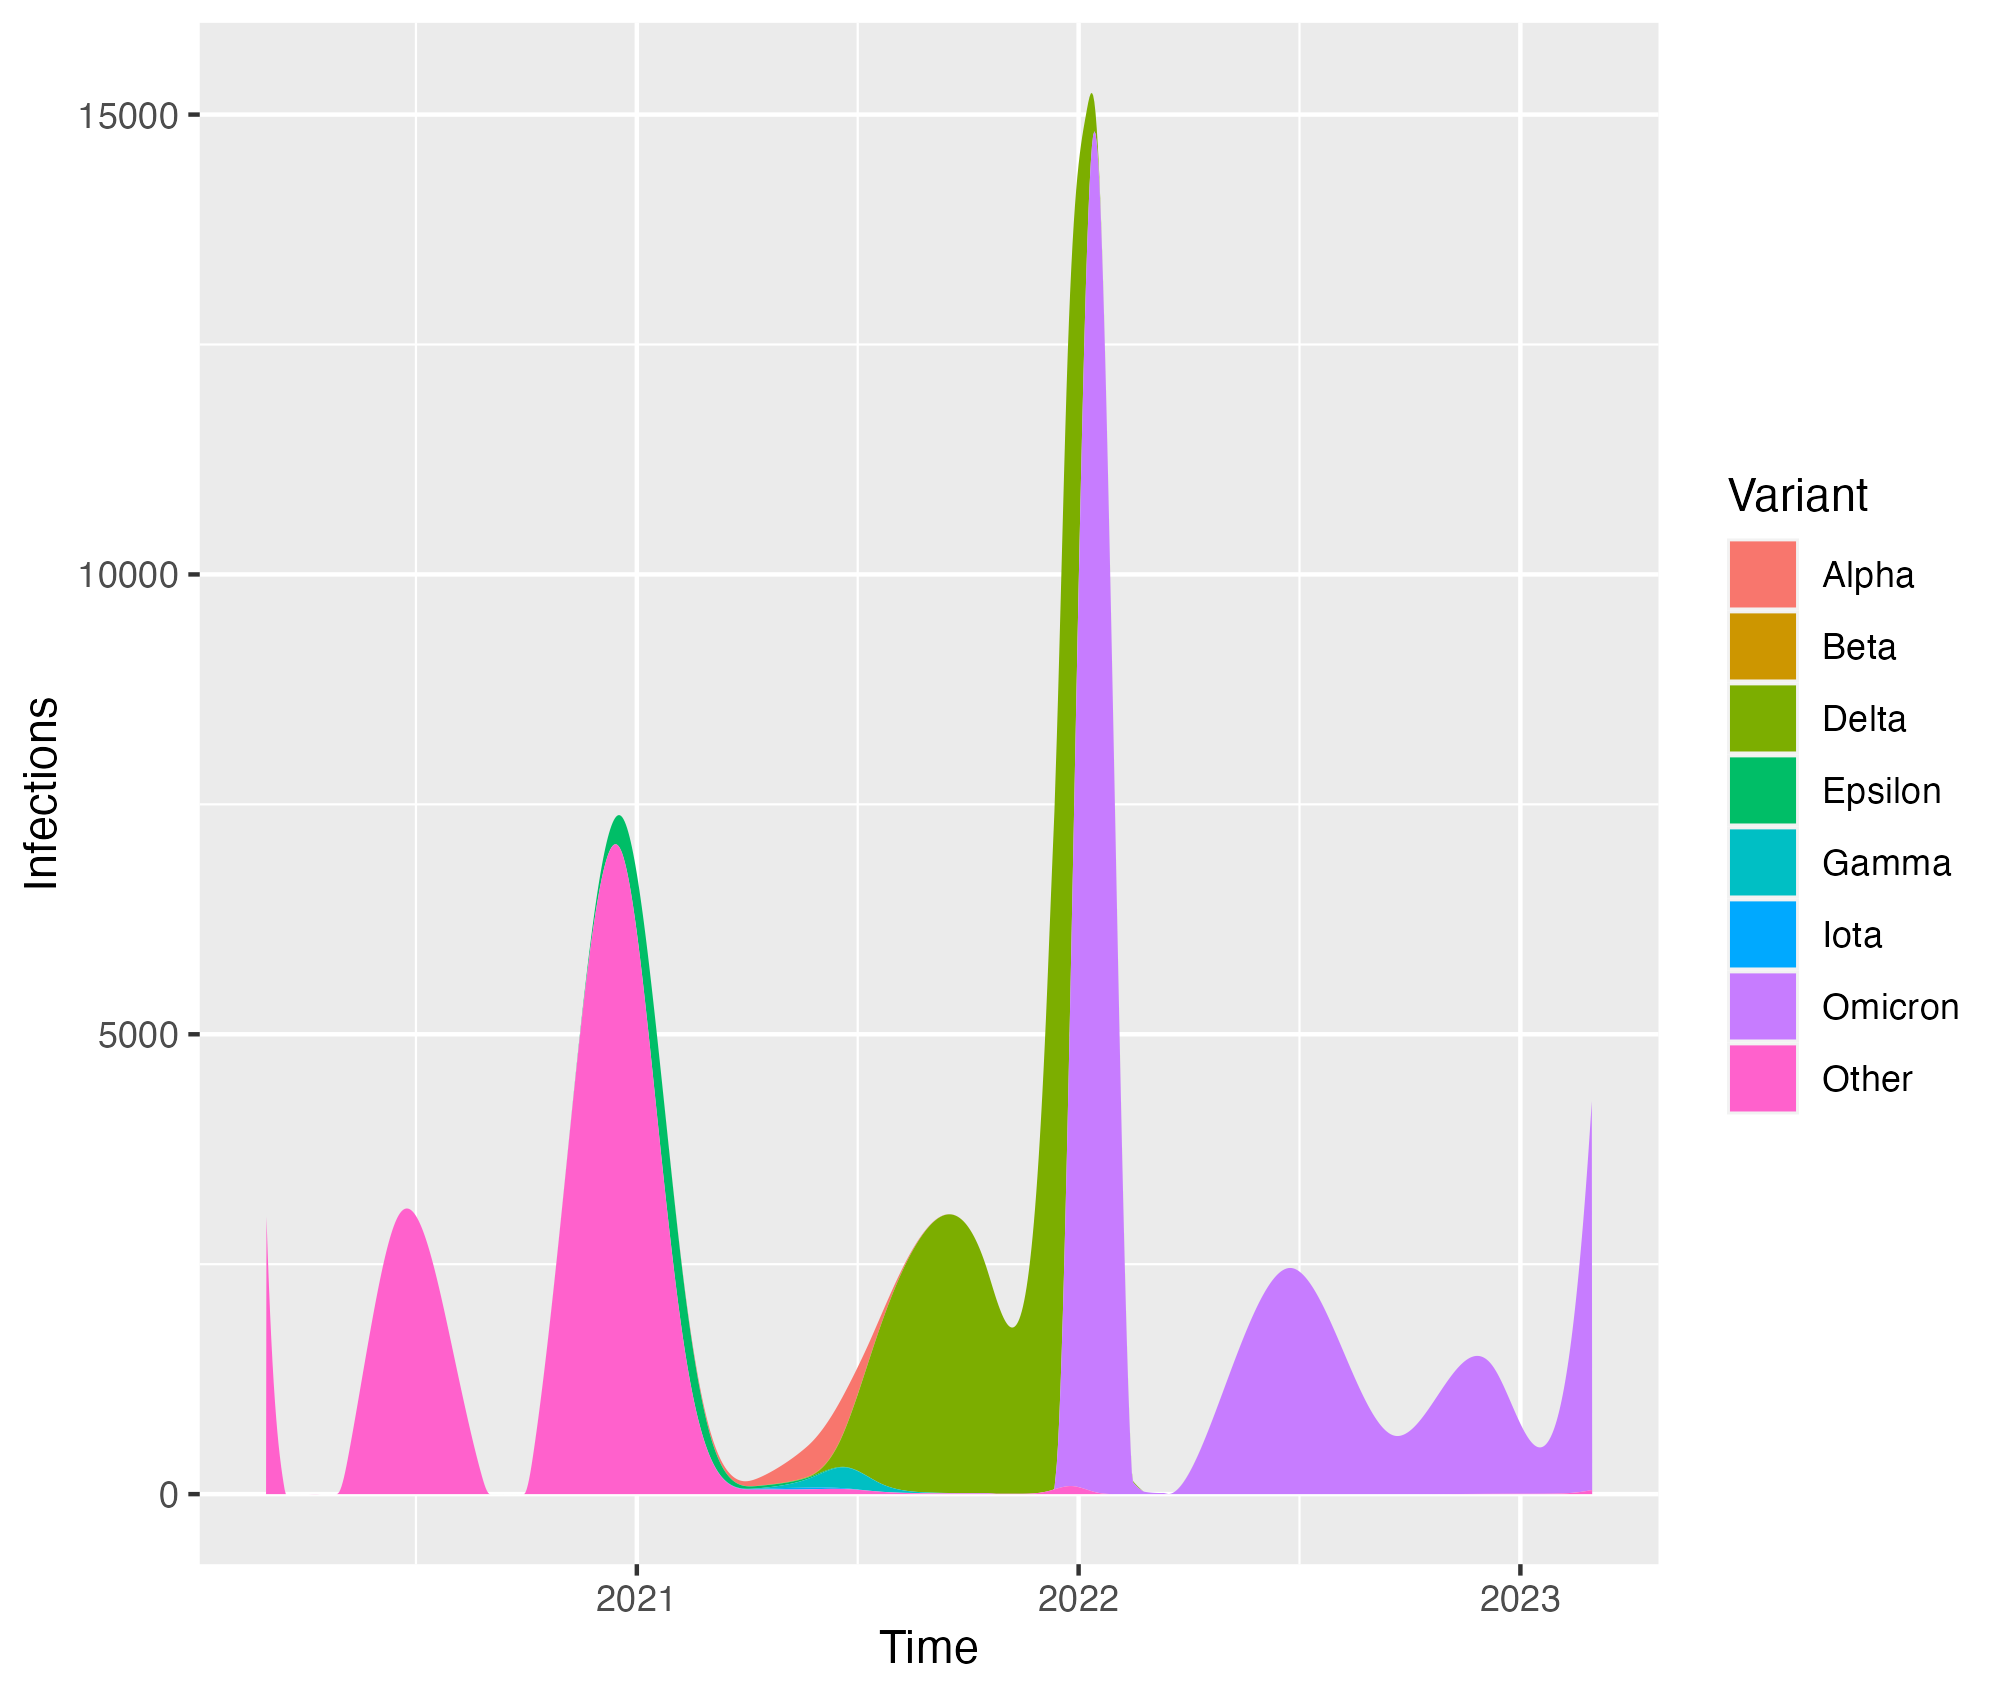 15000
10000
5000
0
Infections
2021
2022
2023
Time
Variant
Alpha
Beta
Delta
Epsilon
Gamma
Iota
Omicron
Other